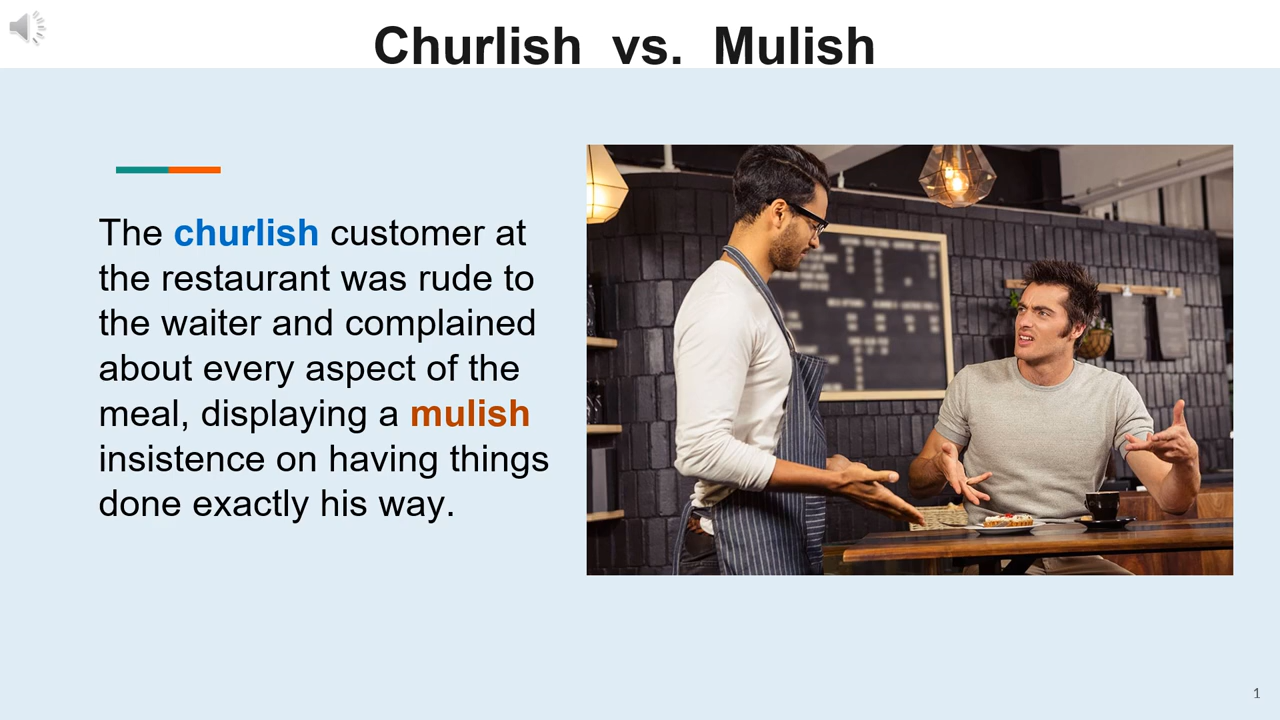 Churlish vs. Mulish
The churlish customer at
the restaurant was rude to
the waiter and complained
about every aspect of the
meal, displaying a mulish
insistence on having things
done exactly his way.
1